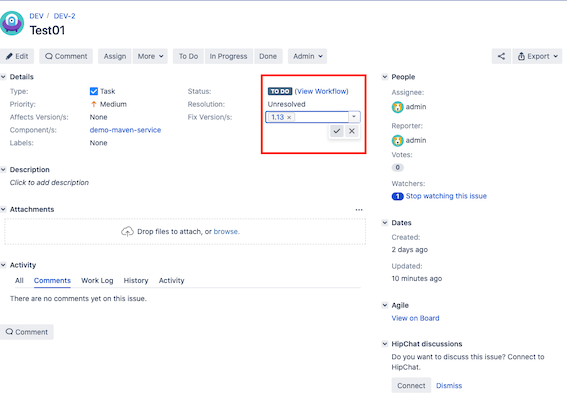 DEV / DEV-2
Test01
Edit Comment Assign More To Do In Progress Done Admin Export
Details
Type: Task
Priority: Medium
Affects Version/s: None
Component/s: demo-maven-service
Labels: None
Status: TO DO (View Workflow)
Resolution: Unresolved
Fix Version/s: 1.13 ×
Description
Click to add description
Attachments
Drop files to attach, or browse.
Activity
All Comments Work Log History Activity
There are no comments yet on this issue.
Comment
People
Assignee:
admin
Reporter:
admin
Votes:
0
Watchers:
1 Stop watching this issue
Dates
Created:
2 days ago
Updated:
10 minutes ago
Agile
View on Board
HipChat discussions
Do you want to discuss this issue? Connect to
HipChat.
Connect Dismiss